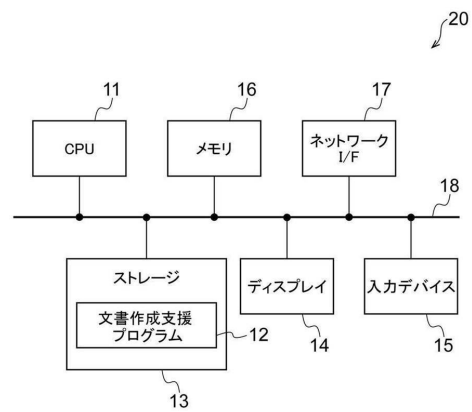 20
11
16
17
CPU
メモリ
ネットワーク
I/F
18
ストレージ
文書作成支援
プログラム
12
13
ディスプレイ
14
入力デバイス
15